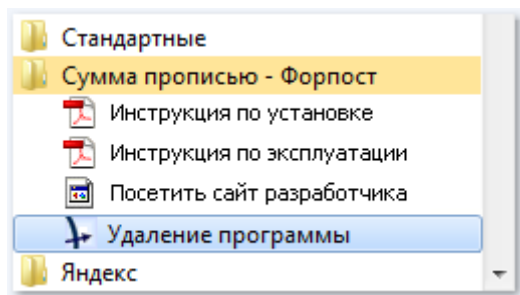 Стандартные
Сумма прописью - Форпост
Инструкция по установке
Инструкция по эксплуатации
Посетить сайт разработчика
Удаление программы
Яндекс